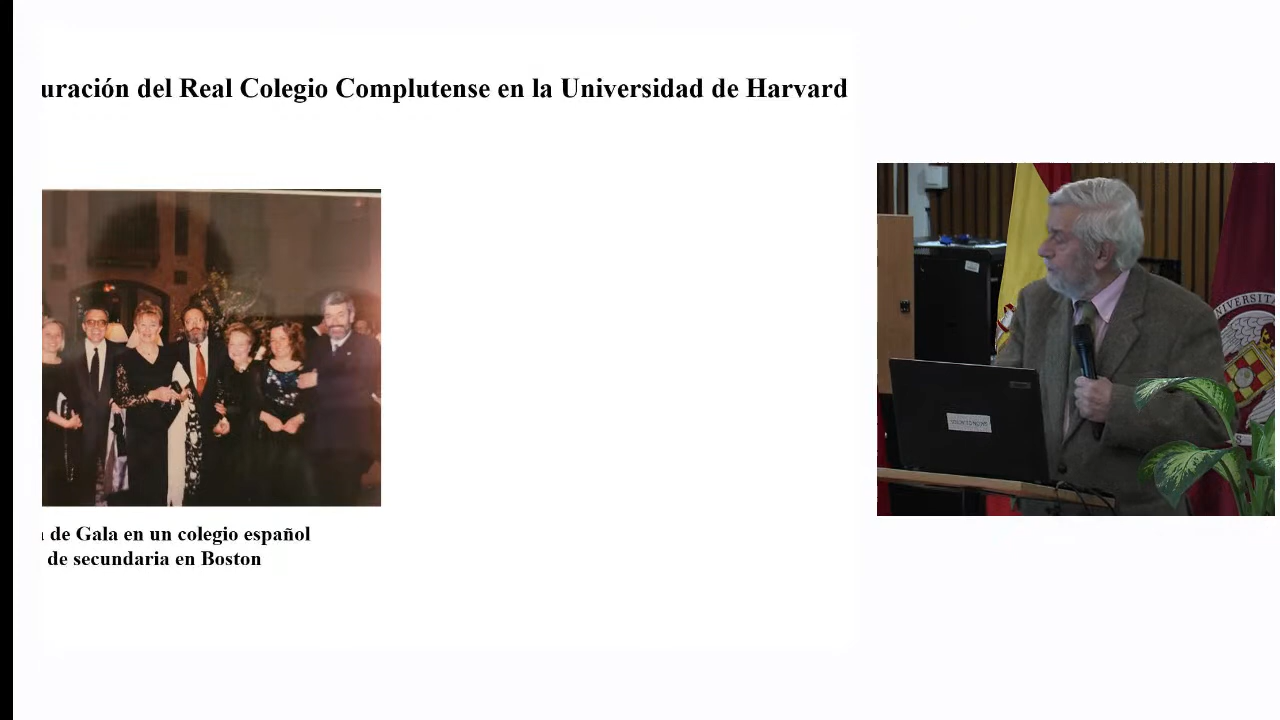 uración del Real Colegio Complutense en la Universidad de Harvard
de Gala en un colegio español
de secundaria en Boston